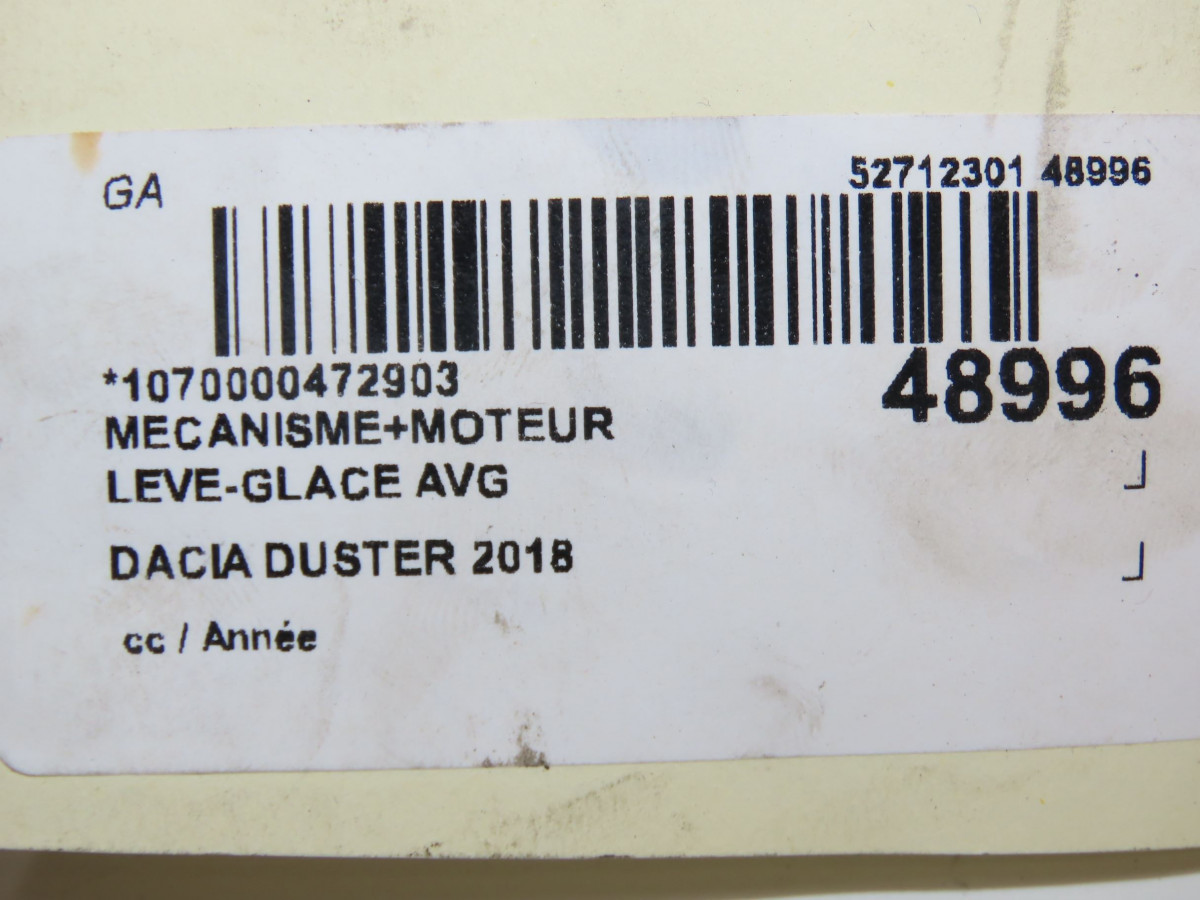 GA
52712301 48996
*1070000472903
48996
MECANISME+MOTEUR
LEVE-GLACE AVG
DACIA DUSTER 2018
cc / Année